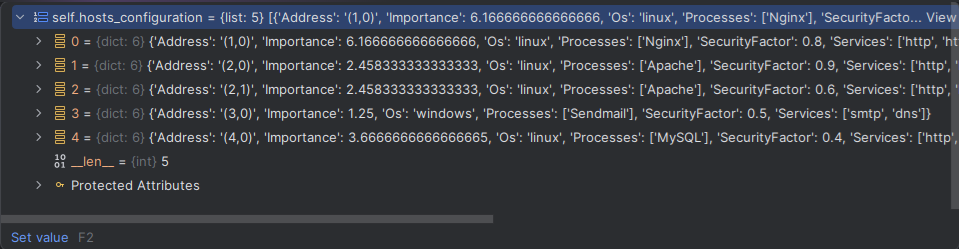 self.hosts_configuration = {list: 5} [{'Address': '(1,0)', 'Importance': 6.166666666666666, 'Os': 'linux', 'Processes': ['Nginx'], 'SecurityFacto... View
0 = {dict: 6} {'Address': '(1,0)', 'Importance': 6.166666666666666, 'Os': 'linux', 'Processes': ['Nginx'], 'SecurityFactor': 0.8, 'Services': ['http', 'ht
1 = {dict: 6} {'Address': '(2,0)', 'Importance': 2.458333333333333, 'Os': 'linux', 'Processes': ['Apache'], 'SecurityFactor': 0.9, 'Services': ['http', '
2 = {dict: 6} {'Address': '(2,1)', 'Importance': 2.458333333333333, 'Os': 'linux', 'Processes': ['Apache'], 'SecurityFactor': 0.6, 'Services': ['http', '
3 = {dict: 6} {'Address': '(3,0)', 'Importance': 1.25, 'Os': 'windows', 'Processes': ['Sendmail'], 'SecurityFactor': 0.5, 'Services': ['smtp', 'dns']}
4 = {dict: 6} {'Address': '(4,0)', 'Importance': 3.6666666666666665, 'Os': 'linux', 'Processes': ['MySQL'], 'SecurityFactor': 0.4, 'Services': ['http',
__len__ = {int} 5
Protected Attributes
Set value F2